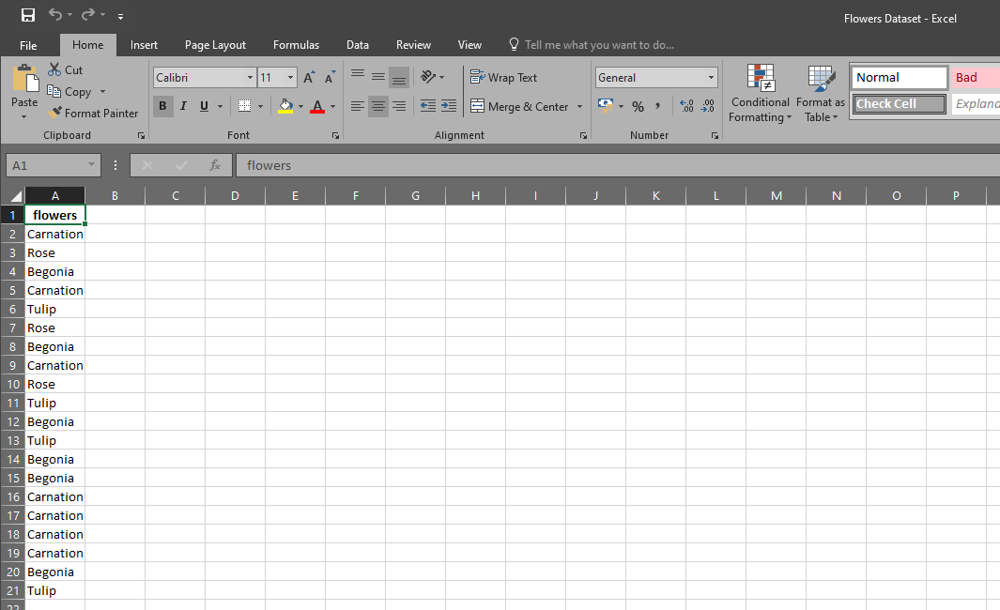 Flowers Dataset - Excel
File Home Insert Page Layout Formulas Data Review View Tell me what you want to do...
Paste
Cut
Copy
Format Painter
Clipboard
Calibri 11
B I U
Font
Wrap Text
Merge & Center
Alignment
General
%
Number
Conditional Formatting
Format as Table
Normal Bad
Check Cell
A1 fx flowers
A B C D E F G H I J K L M N O P
1 flowers
2 Carnation
3 Rose
4 Begonia
5 Carnation
6 Tulip
7 Rose
8 Begonia
9 Carnation
10 Rose
11 Tulip
12 Begonia
13 Tulip
14 Begonia
15 Begonia
16 Carnation
17 Carnation
18 Carnation
19 Carnation
20 Begonia
21 Tulip
22